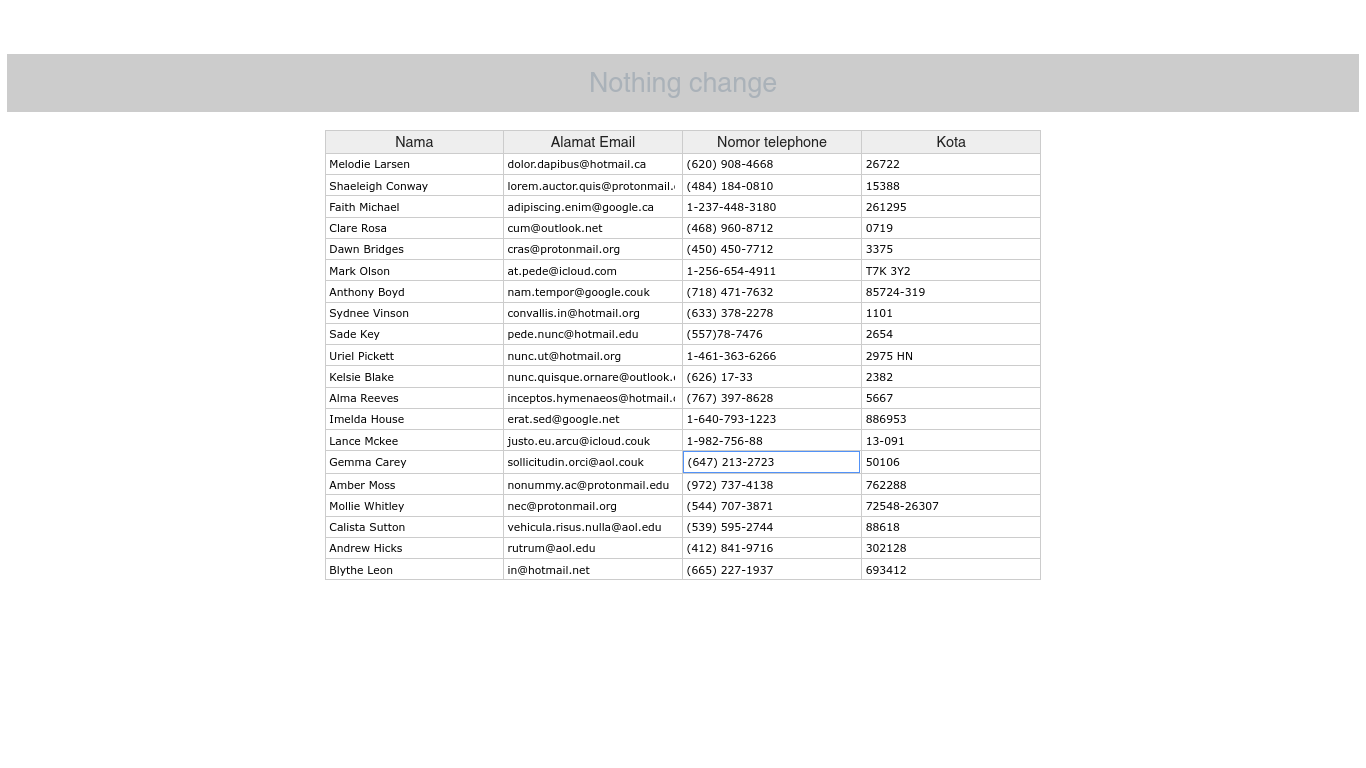 Nothing change
Nama Alamat Email Nomor telephone Kota
Melodie Larsen dolor.dapibus@hotmail.ca (620) 908-4668 26722
Shaeleigh Conway lorem.auctor.quis@protonmail. (484) 184-0810 15388
Faith Michael adipiscing.enim@google.ca 1-237-448-3180 261295
Clare Rosa cum@outlook.net (468) 960-8712 0719
Dawn Bridges cras@protonmail.org (450) 450-7712 3375
Mark Olson at.pede@icloud.com 1-256-654-4911 T7K 3Y2
Anthony Boyd nam.tempor@google.couk (718) 471-7632 85724-319
Sydnee Vinson convallis.in@hotmail.org (633) 378-2278 1101
Sade Key pede.nunc@hotmail.edu (557)78-7476 2654
Uriel Pickett nunc.ut@hotmail.org 1-461-363-6266 2975 HN
Kelsie Blake nunc.quisque.ornare@outlook. (626) 17-33 2382
Alma Reeves inceptos.hymenaeos@hotmail. (767) 397-8628 5667
Imelda House erat.sed@google.net 1-640-793-1223 886953
Lance Mckee justo.eu.arcu@icloud.couk 1-982-756-88 13-091
Gemma Carey sollicitudin.orci@aol.couk (647) 213-2723 50106
Amber Moss nonummy.ac@protonmail.edu (972) 737-4138 762288
Mollie Whitley nec@protonmail.org (544) 707-3871 72548-26307
Calista Sutton vehicula.risus.nulla@aol.edu (539) 595-2744 88618
Andrew Hicks rutrum@aol.edu (412) 841-9716 302128
Blythe Leon in@hotmail.net (665) 227-1937 693412